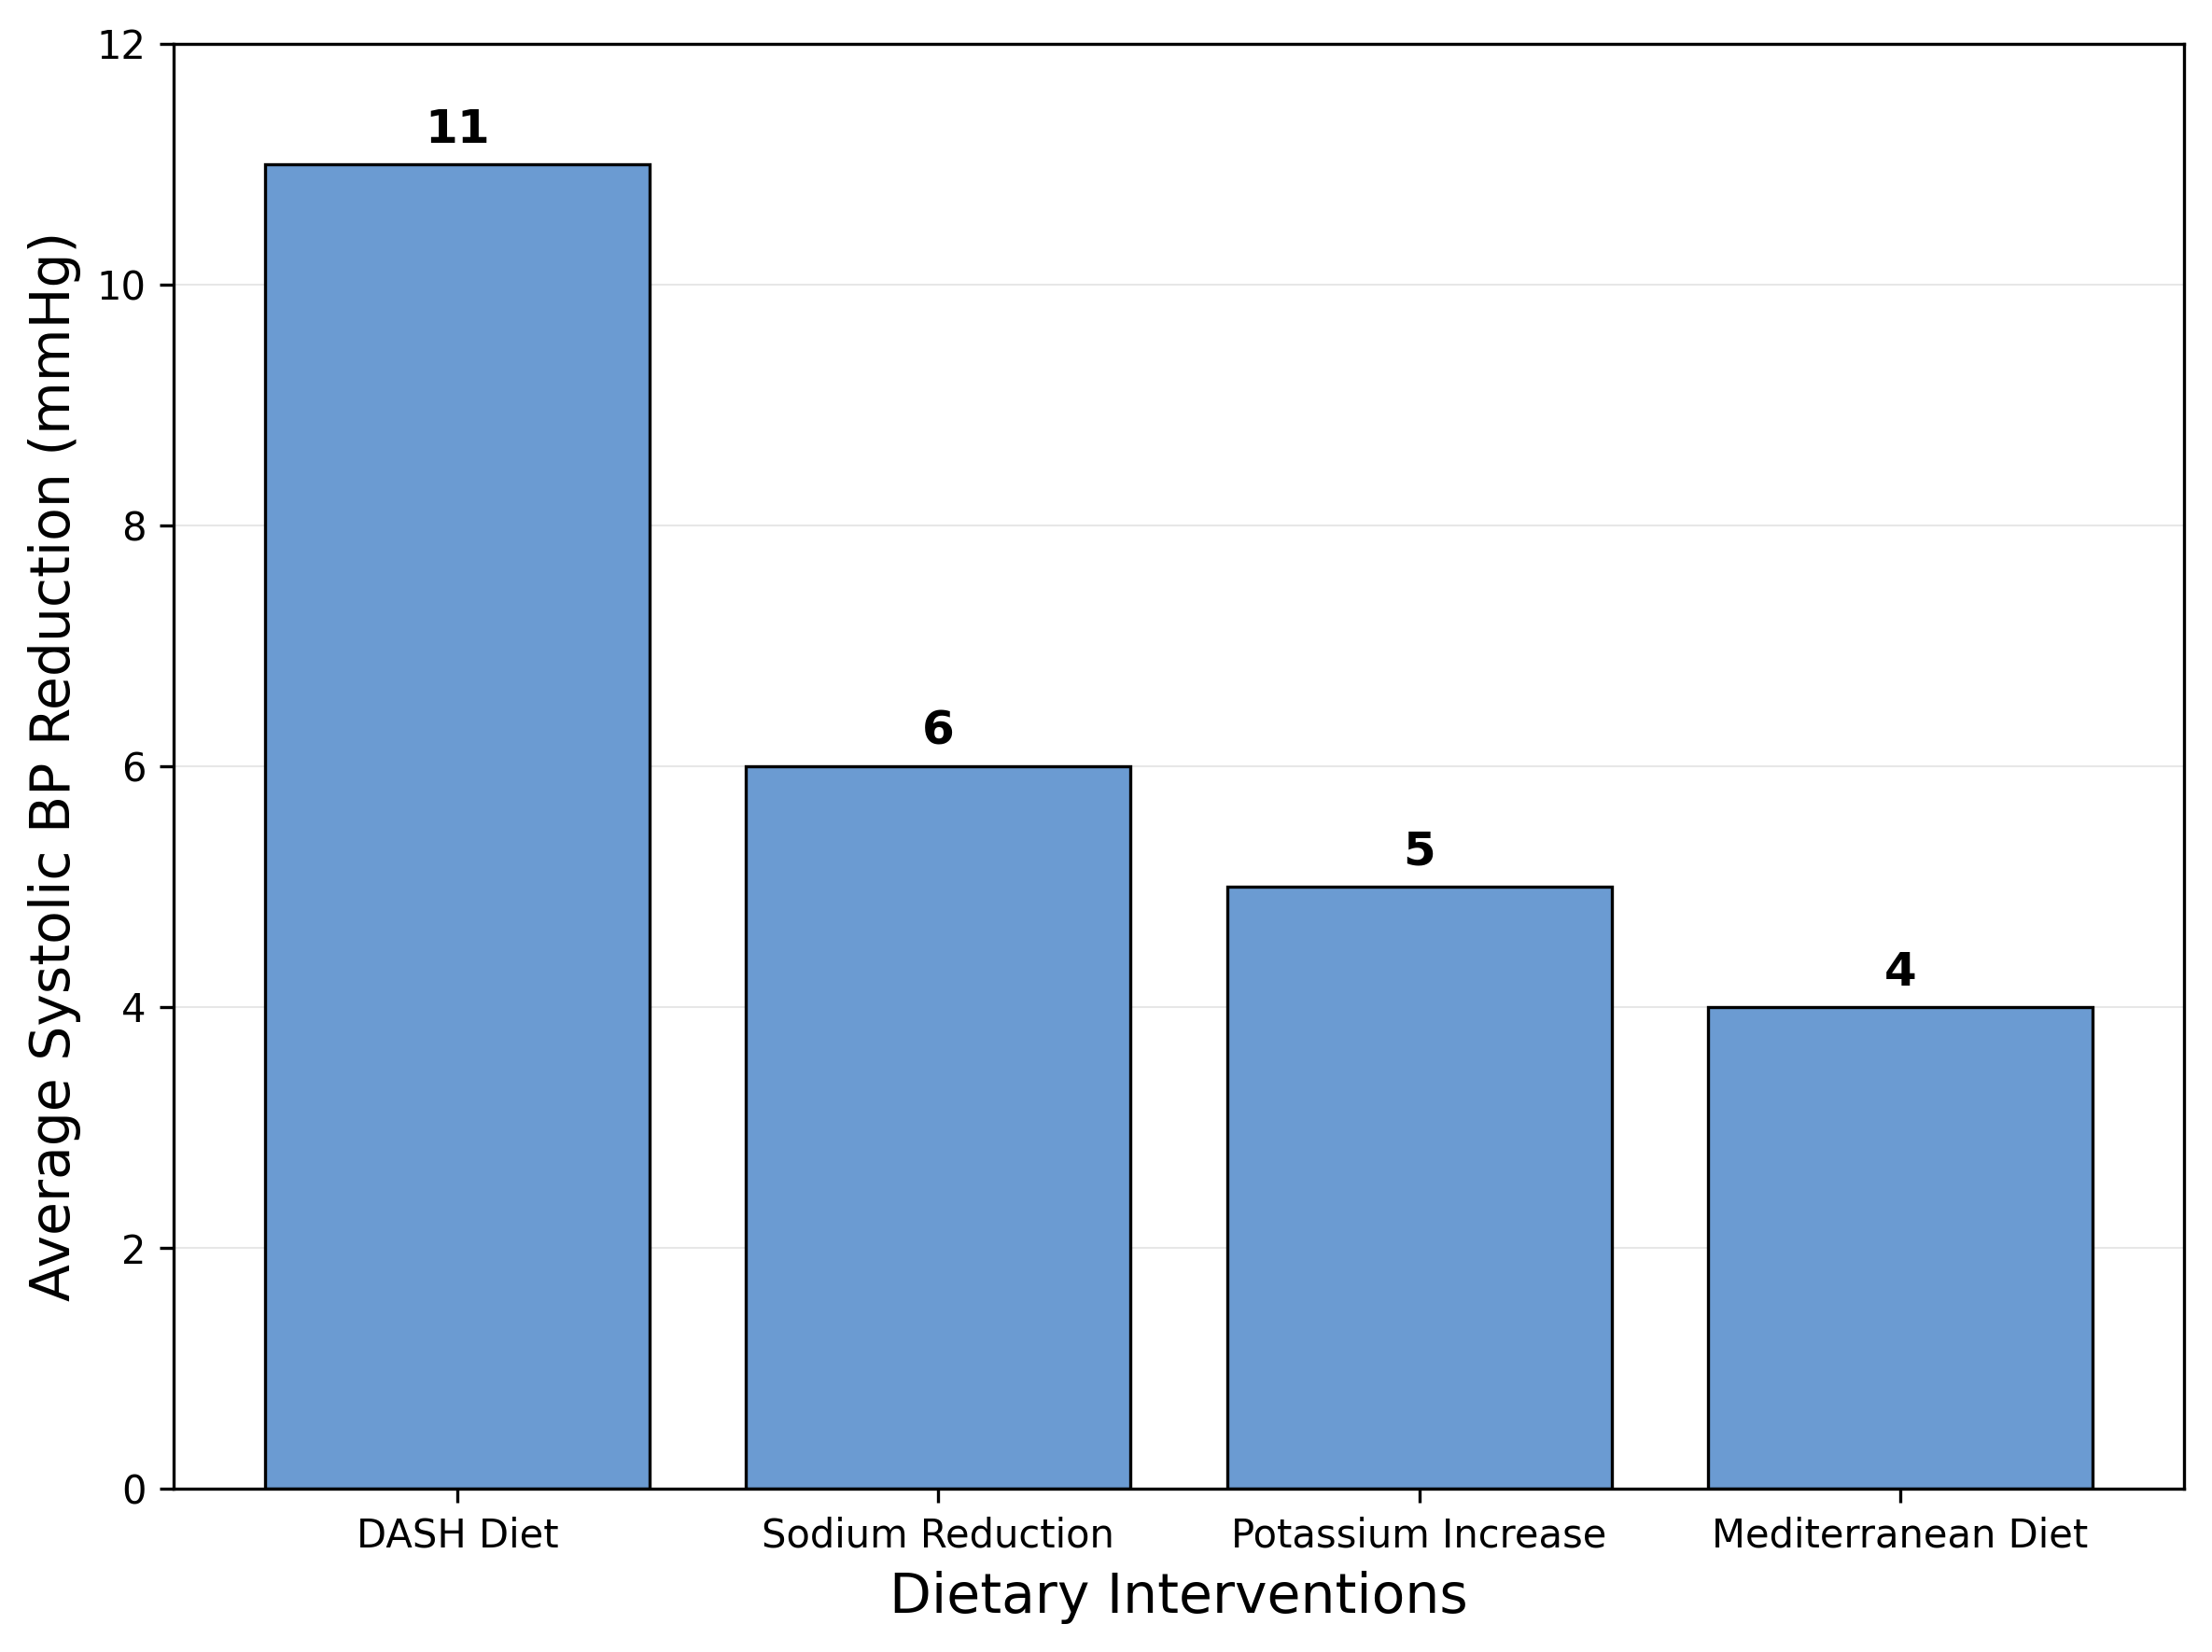 Average Systolic BP Reduction (mmHg)
12
10
8
6
4
2
0
11
6
5
4
DASH Diet
Sodium Reduction
Potassium Increase
Mediterranean Diet
Dietary Interventions